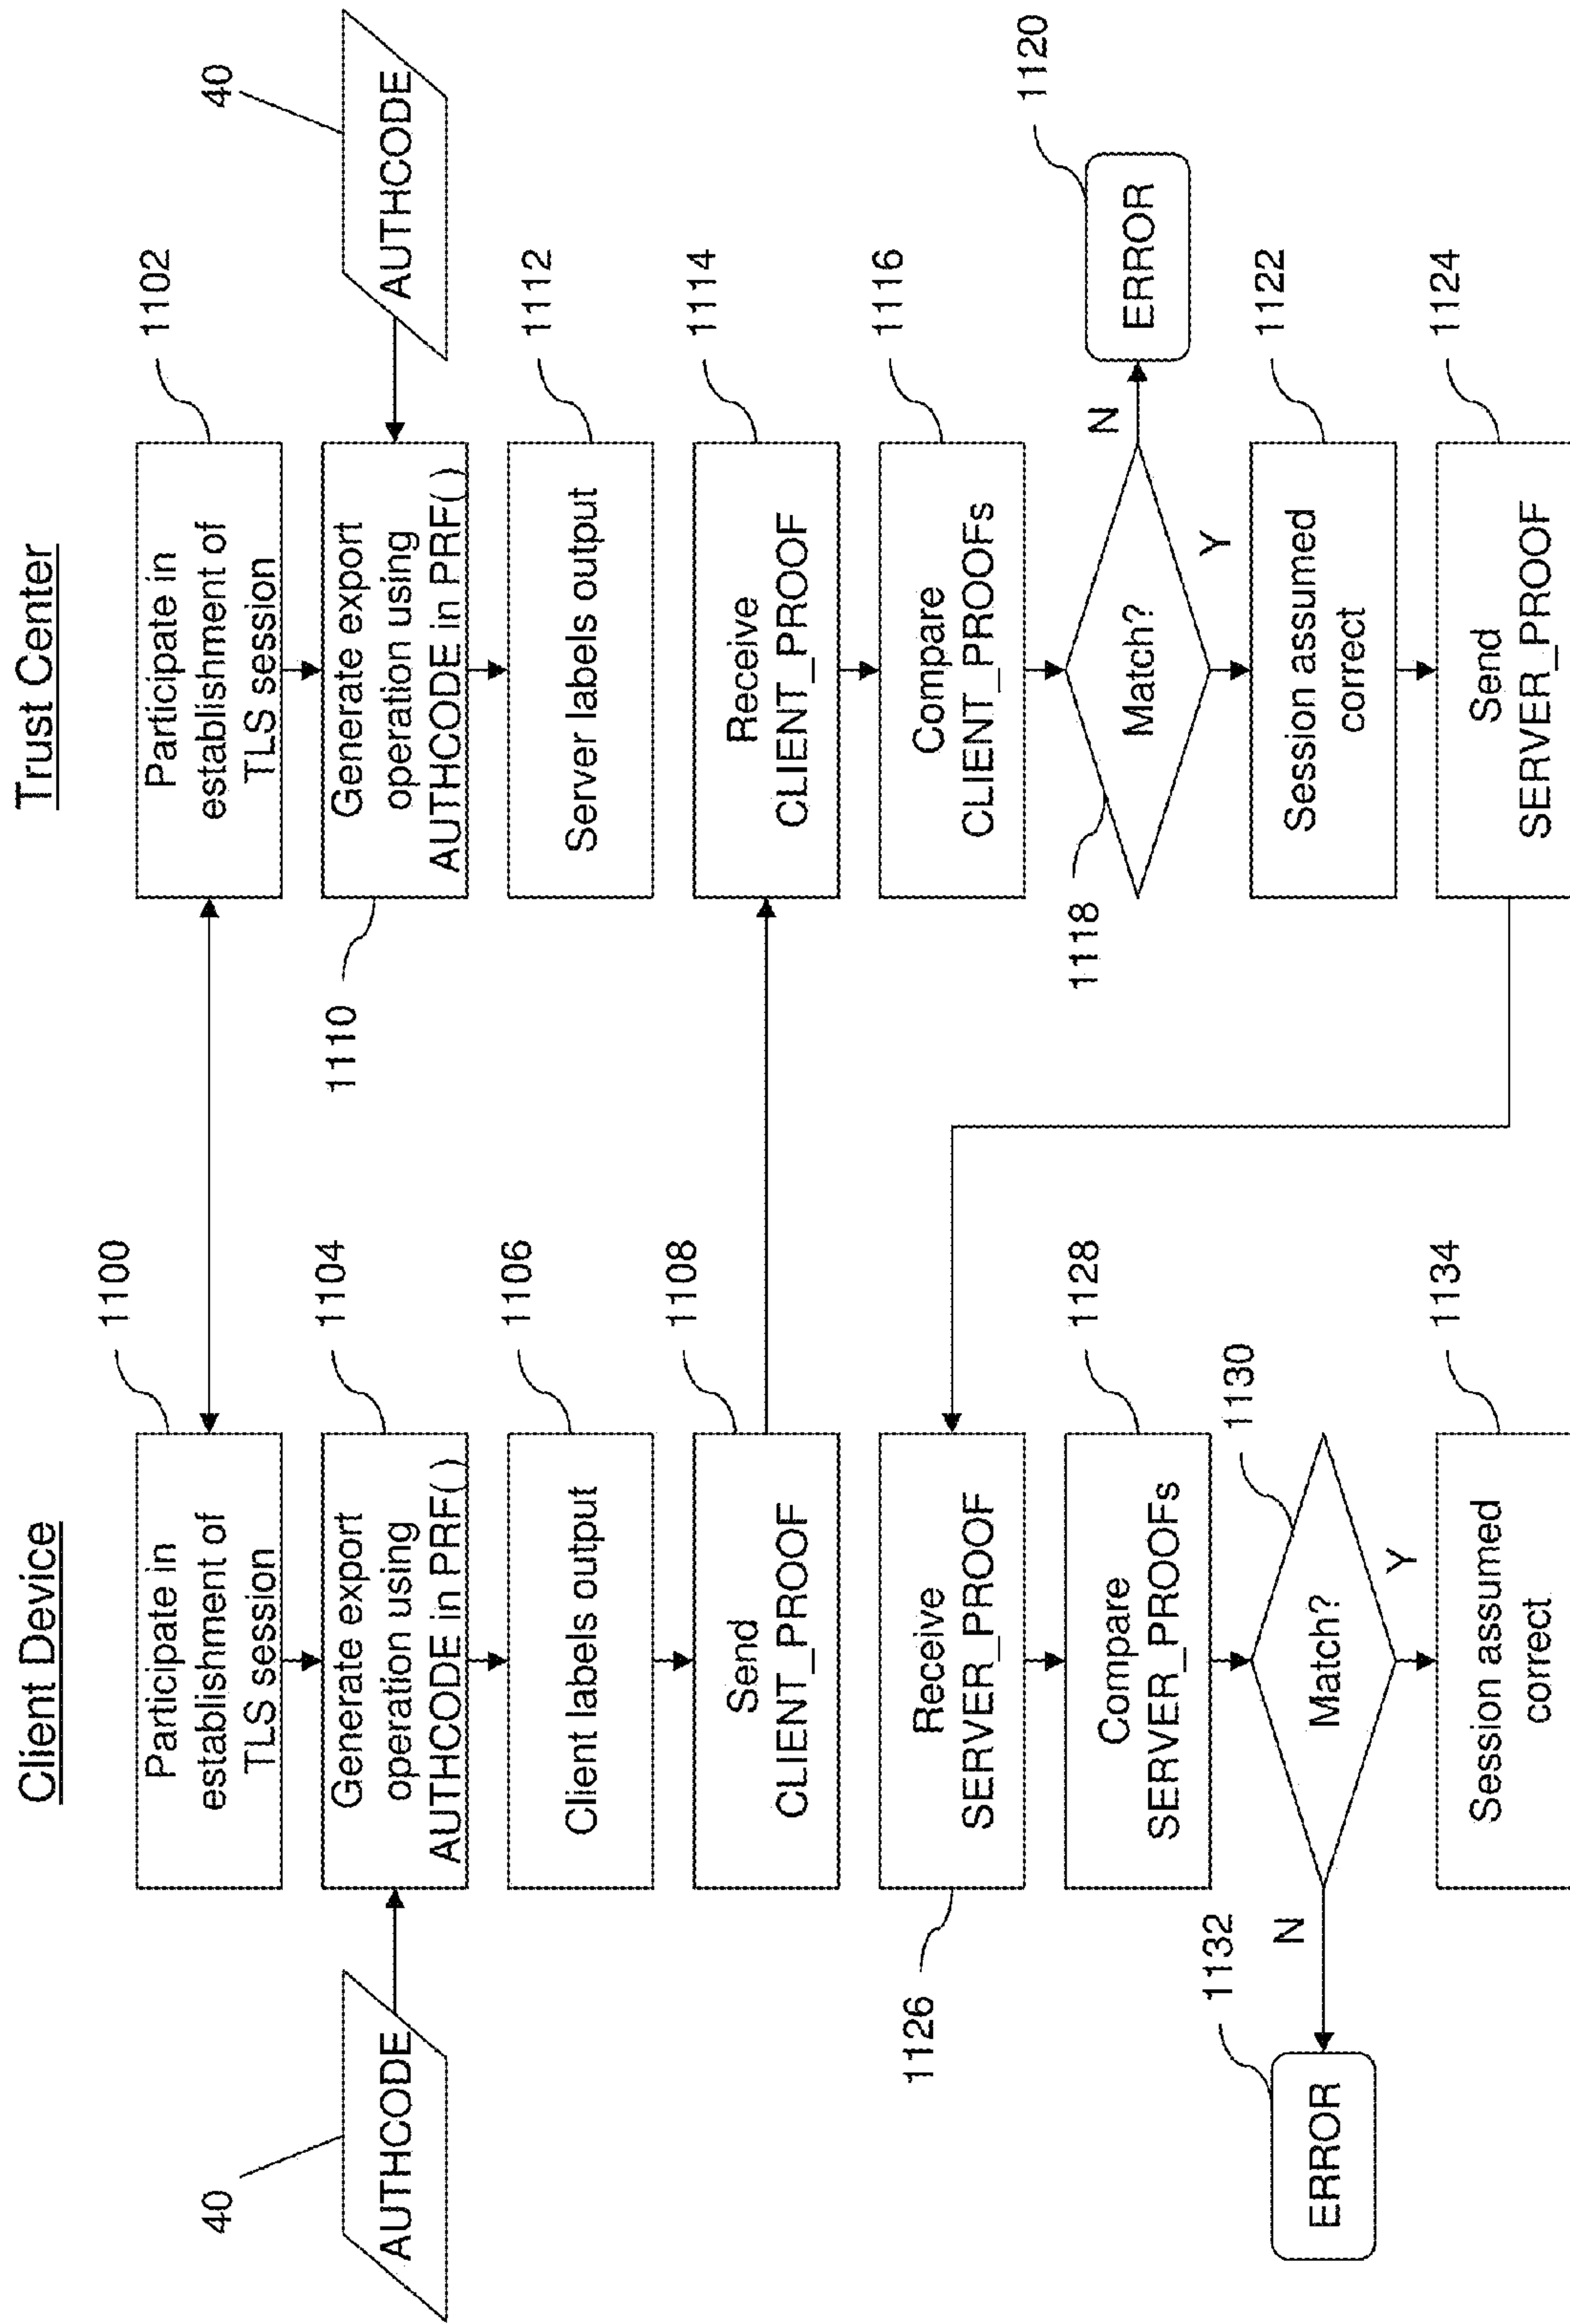 Client Device
Trust Center
1100
Participate in
establishment of
TLS session
1102
Participate in
establishment of
TLS session
40
AUTHCODE
1104
Generate export
operation using
AUTHCODE in PRF( )
1110
Generate export
operation using
AUTHCODE in PRF( )
40
AUTHCODE
1106
Client labels output
1112
Server labels output
1108
Send
CLIENT_PROOF
1114
Receive
CLIENT_PROOF
1126
Receive
SERVER_PROOF
1116
Compare
CLIENT_PROOFs
1128
Compare
SERVER_PROOFs
1118
Match?
N
1120
ERROR
Y
1130
Match?
N
1132
ERROR
Y
1122
Session assumed
correct
1134
Session assumed
correct
1124
Send
SERVER_PROOF